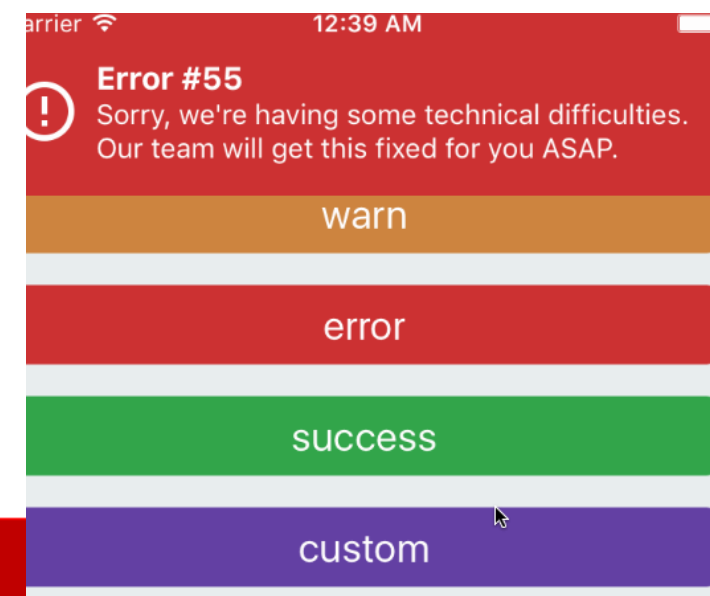 arrier 12:39 AM
Error #55
Sorry, we're having some technical difficulties.
Our team will get this fixed for you ASAP.
warn
error
success
custom